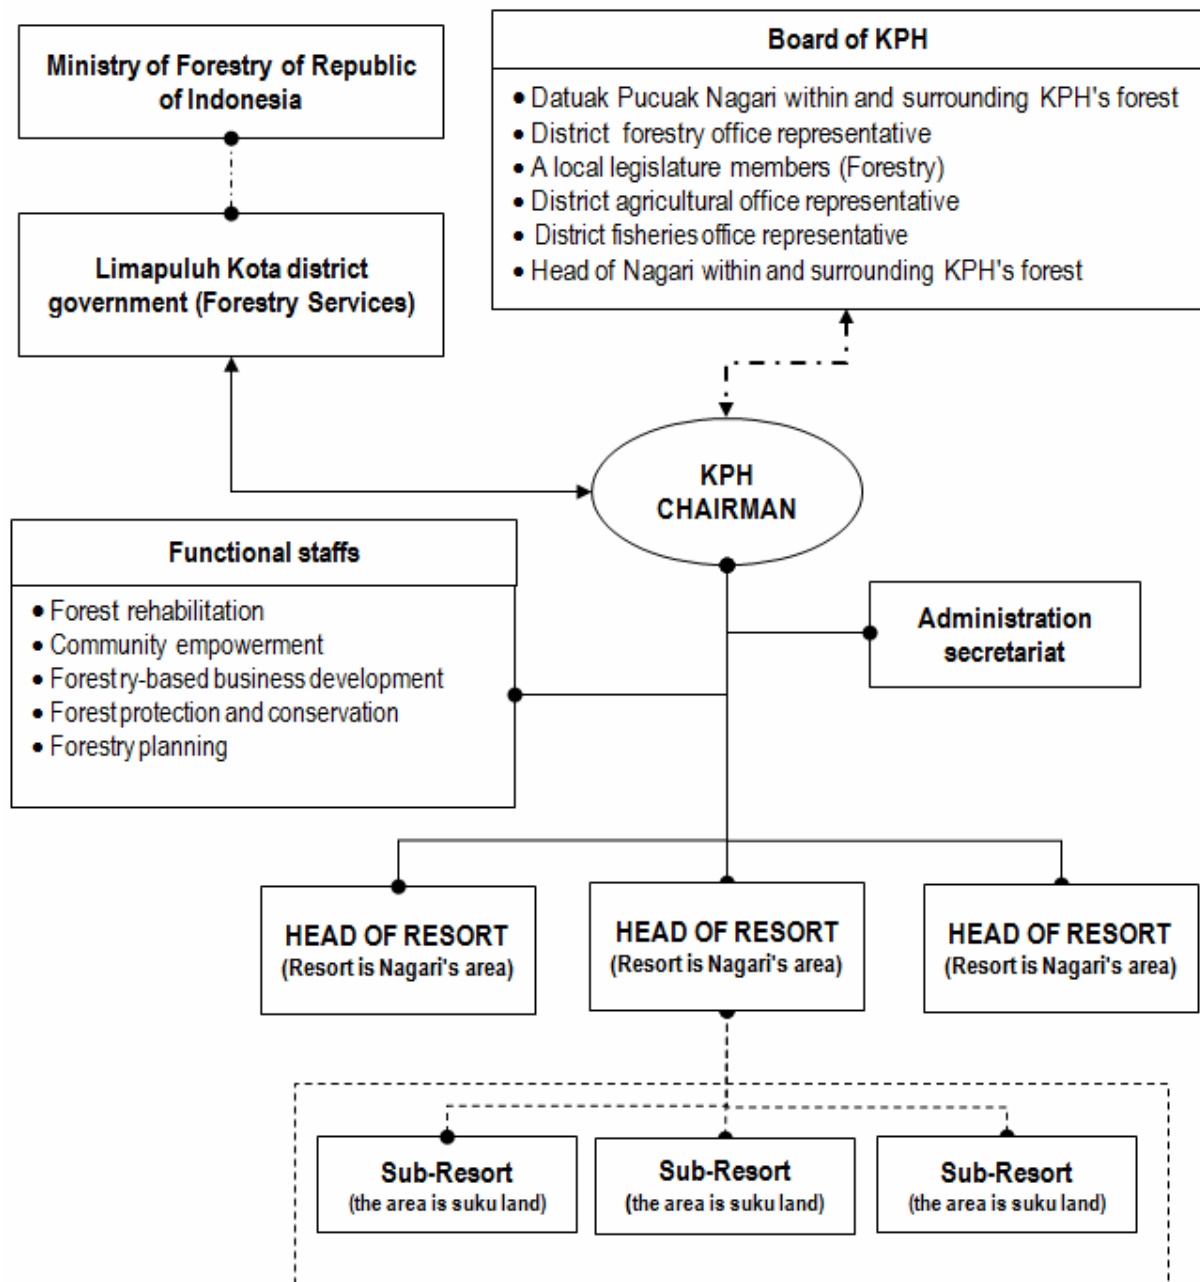 Ministry of Forestry of Republic
of Indonesia
Board of KPH
• Datuak Pucuak Nagari within and surrounding KPH's forest
• District forestry office representative
• A local legislature members (Forestry)
• District agricultural office representative
• District fisheries office representative
• Head of Nagari within and surrounding KPH's forest
Limapuluh Kota district
government (Forestry Services)
KPH
CHAIRMAN
Functional staffs
• Forest rehabilitation
• Community empowerment
• Forestry-based business development
• Forest protection and conservation
• Forestry planning
Administration
secretariat
HEAD OF RESORT
(Resort is Nagari's area)
HEAD OF RESORT
(Resort is Nagari's area)
HEAD OF RESORT
(Resort is Nagari's area)
Sub-Resort
(the area is suku land)
Sub-Resort
(the area is suku land)
Sub-Resort
(the area is suku land)